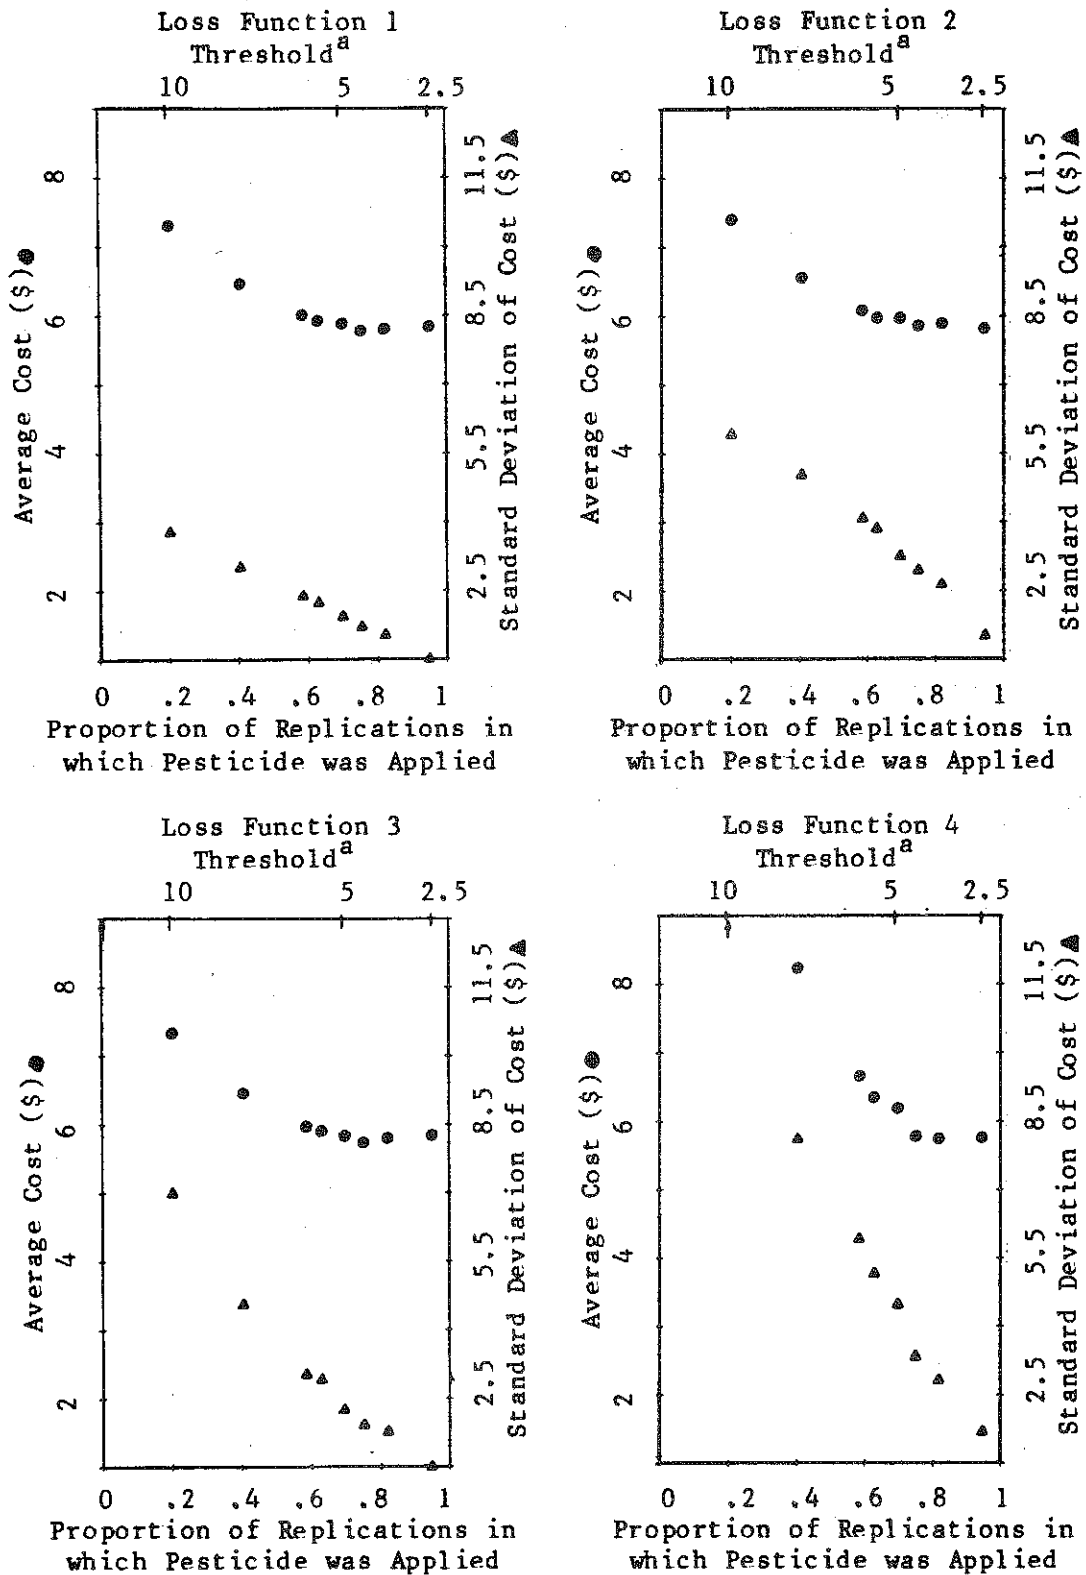 Loss Function 1
Threshold^a
10 5 2.5
Average Cost ($)
8
6
4
2
Standard Deviation of Cost ($)
11.5
8.5
5.5
2.5
0 .2 .4 .6 .8 1
Proportion of Replications in
which Pesticide was Applied
Loss Function 2
Threshold^a
10 5 2.5
Average Cost ($)
8
6
4
2
Standard Deviation of Cost ($)
11.5
8.5
5.5
2.5
0 .2 .4 .6 .8 1
Proportion of Replications in
which Pesticide was Applied
Loss Function 3
Threshold^a
10 5 2.5
Average Cost ($)
8
6
4
2
Standard Deviation of Cost ($)
11.5
8.5
5.5
2.5
0 .2 .4 .6 .8 1
Proportion of Replications in
which Pesticide was Applied
Loss Function 4
Threshold^a
10 5 2.5
Average Cost ($)
8
6
4
2
Standard Deviation of Cost ($)
11.5
8.5
5.5
2.5
0 .2 .4 .6 .8 1
Proportion of Replications in
which Pesticide was Applied